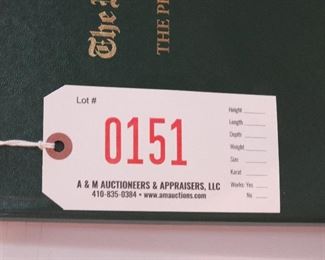 The
THE
Lot #
0151
Height
Length
Depth
Weight
Size
Karat
Works: Yes
No
A & M AUCTIONEERS & APPRAISERS, LLC
410-835-0384 • www.amauctions.com